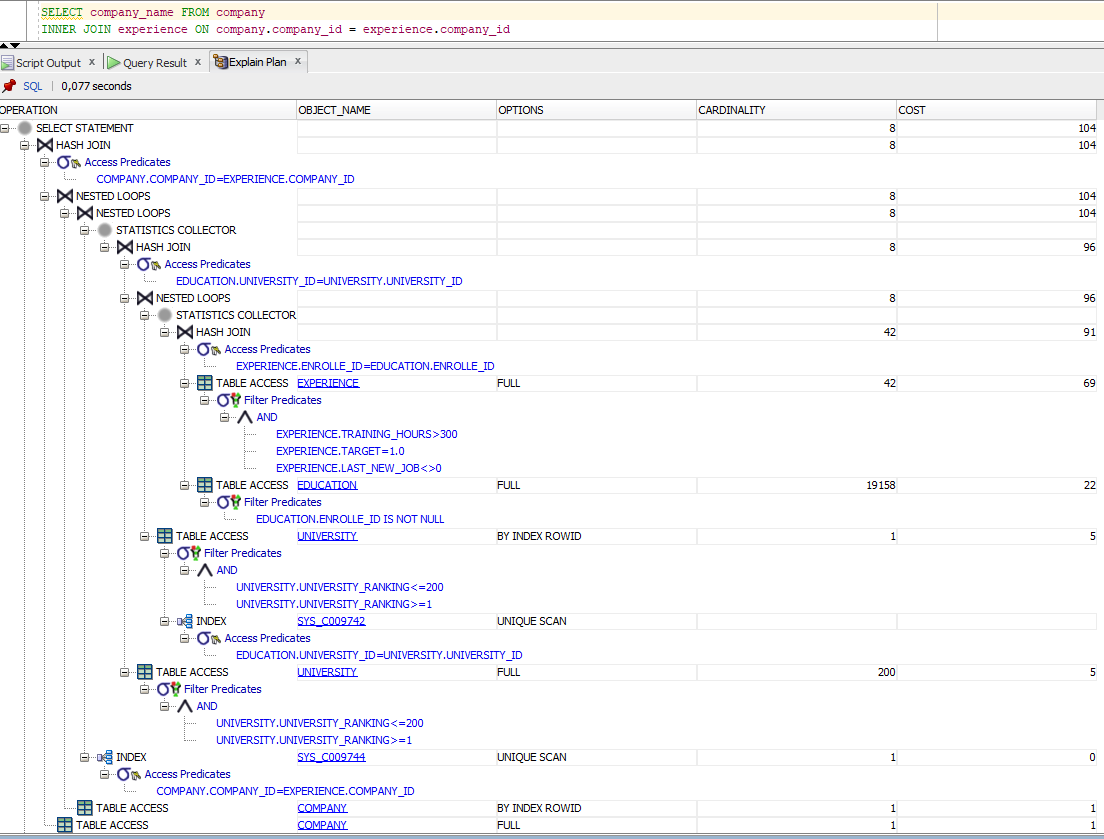 SELECT company_name FROM company
INNER JOIN experience ON company.company_id = experience.company_id
Script Output x Query Result x Explain Plan x
SQL | 0,077 seconds
OPERATION OBJECT_NAME OPTIONS CARDINALITY COST
SELECT STATEMENT 8 104
HASH JOIN 8 104
Access Predicates
COMPANY.COMPANY_ID=EXPERIENCE.COMPANY_ID
NESTED LOOPS 8 104
NESTED LOOPS 8 104
STATISTICS COLLECTOR
HASH JOIN 8 96
Access Predicates
EDUCATION.UNIVERSITY_ID=UNIVERSITY.UNIVERSITY_ID
NESTED LOOPS 8 96
STATISTICS COLLECTOR
HASH JOIN 42 91
Access Predicates
EXPERIENCE.ENROLLE_ID=EDUCATION.ENROLLE_ID
TABLE ACCESS EXPERIENCE FULL 42 69
Filter Predicates
AND
EXPERIENCE.TRAINING_HOURS>300
EXPERIENCE.TARGET=1.0
EXPERIENCE.LAST_NEW_JOB<>0
TABLE ACCESS EDUCATION FULL 19158 22
Filter Predicates
EDUCATION.ENROLLE_ID IS NOT NULL
TABLE ACCESS UNIVERSITY BY INDEX ROWID 1 5
Filter Predicates
AND
UNIVERSITY.UNIVERSITY_RANKING<=200
UNIVERSITY.UNIVERSITY_RANKING>=1
INDEX SYS_C009742 UNIQUE SCAN
Access Predicates
EDUCATION.UNIVERSITY_ID=UNIVERSITY.UNIVERSITY_ID
TABLE ACCESS UNIVERSITY FULL 200 5
Filter Predicates
AND
UNIVERSITY.UNIVERSITY_RANKING<=200
UNIVERSITY.UNIVERSITY_RANKING>=1
INDEX SYS_C009744 UNIQUE SCAN 1 0
Access Predicates
COMPANY.COMPANY_ID=EXPERIENCE.COMPANY_ID
TABLE ACCESS COMPANY BY INDEX ROWID 1 1
TABLE ACCESS COMPANY FULL 1 1